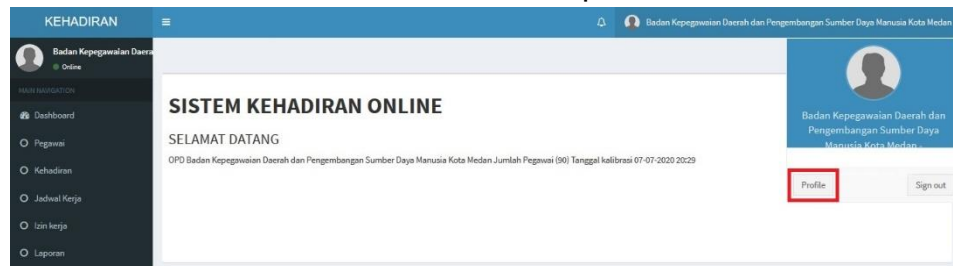 KEHADIRAN
Badan Kepegawaian Daerah dan Pengembangan Sumber Daya Manusia Kota Medan
Badan Kepegawaian Daera
Online
MAIN NAVIGATION
Dashboard
Pegawai
Kehadiran
Jadwal Kerja
Izin kerja
Laporan
SISTEM KEHADIRAN ONLINE
SELAMAT DATANG
OPD Badan Kepegawaian Daerah dan Pengembangan Sumber Daya Manusia Kota Medan Jumlah Pegawai (90) Tanggal kalibrasi 07-07-2020 20:29
Badan Kepegawaian Daerah dan
Pengembangan Sumber Daya
Manusia Kota Medan -
Profile
Sign out